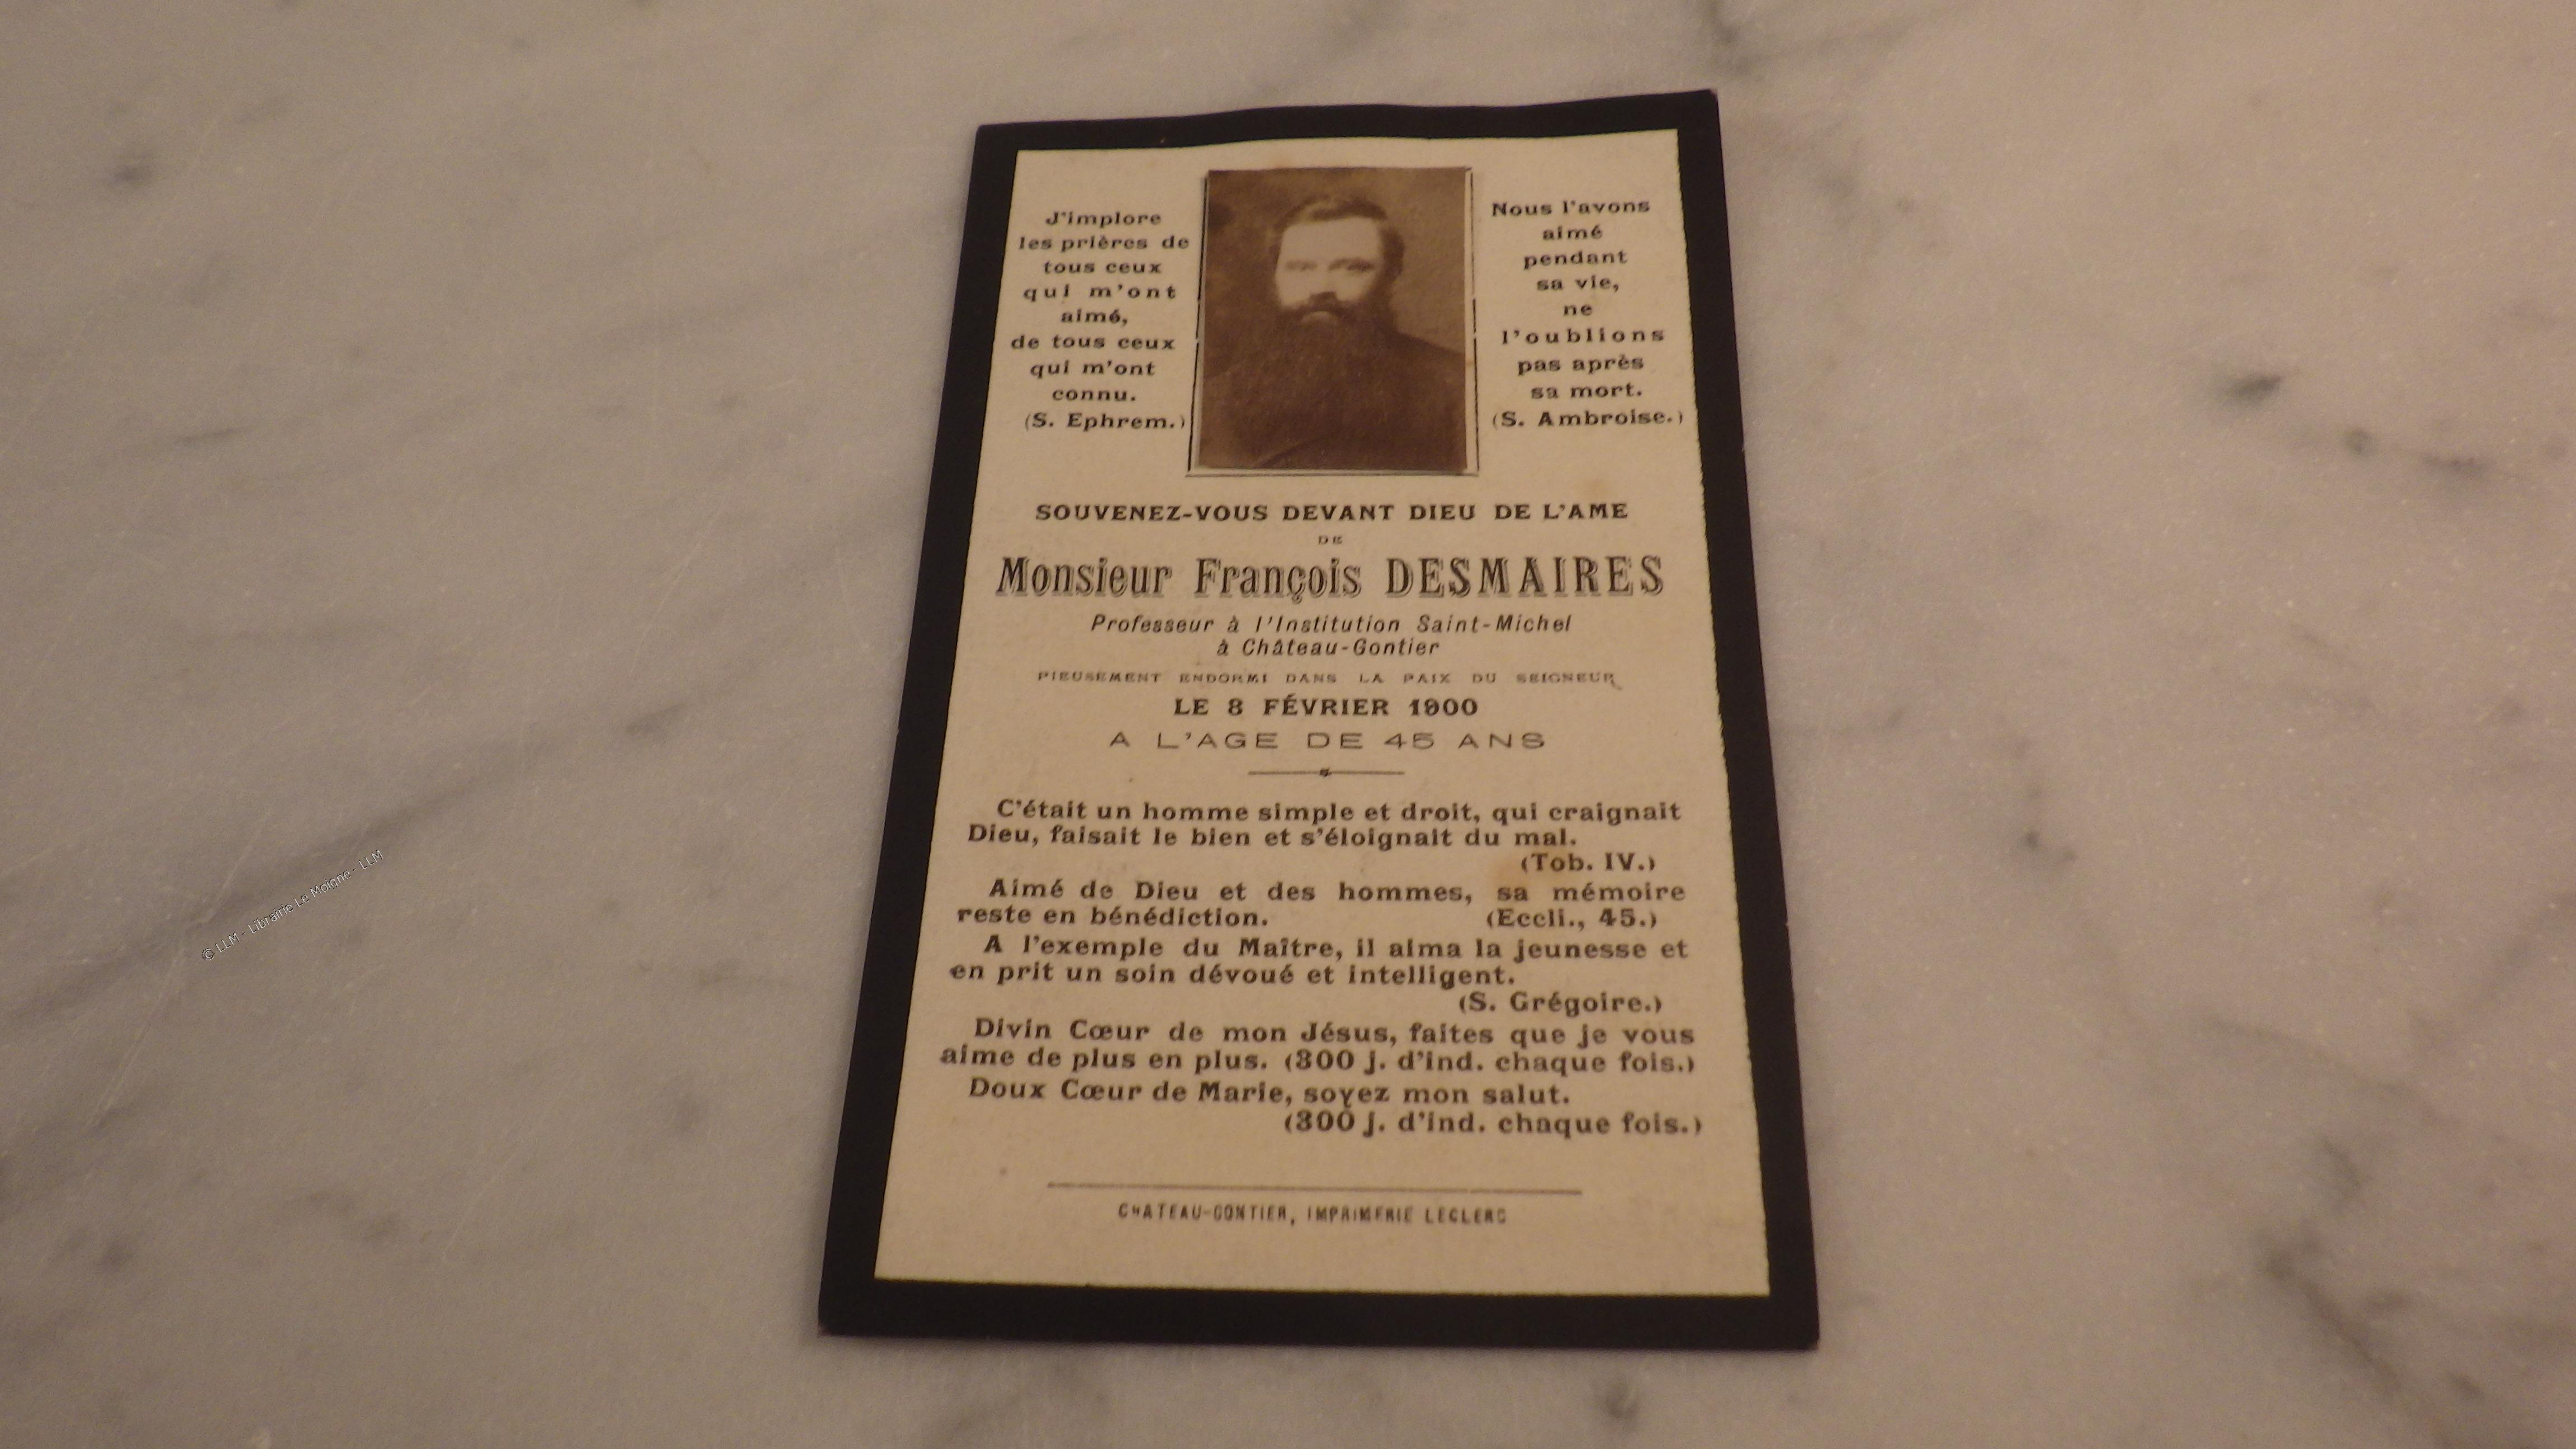 J'implore
les prières de
tous ceux
qui m'ont
aimé,
de tous ceux
qui m'ont
connu.
(S. Ephrem.)
Nous l'avons
aimé
pendant
sa vie,
ne
l'oublions
pas après
sa mort.
(S. Ambroise.)
SOUVENEZ-VOUS DEVANT DIEU DE L'AME
DE
Monsieur François DESMAIRES
Professeur à l'Institution Saint-Michel
à Château-Gontier
PIEUSEMENT ENDORMI DANS LA PAIX DU SEIGNEUR
LE 8 FÉVRIER 1900
A L'AGE DE 45 ANS
C'était un homme simple et droit, qui craignait
Dieu, faisait le bien et s'éloignait du mal.
(Tob. IV.)
Aimé de Dieu et des hommes, sa mémoire
reste en bénédiction. (Eccli., 45.)
A l'exemple du Maître, il aima la jeunesse et
en prit un soin dévoué et intelligent.
(S. Grégoire.)
Divin Cœur de mon Jésus, faites que je vous
aime de plus en plus. (300 j. d'ind. chaque fois.)
Doux Cœur de Marie, soyez mon salut.
(300 j. d'ind. chaque fois.)
CHATEAU-GONTIER, IMPRIMERIE LECLERC
© LLM - Librairie Le Moigne - LLM